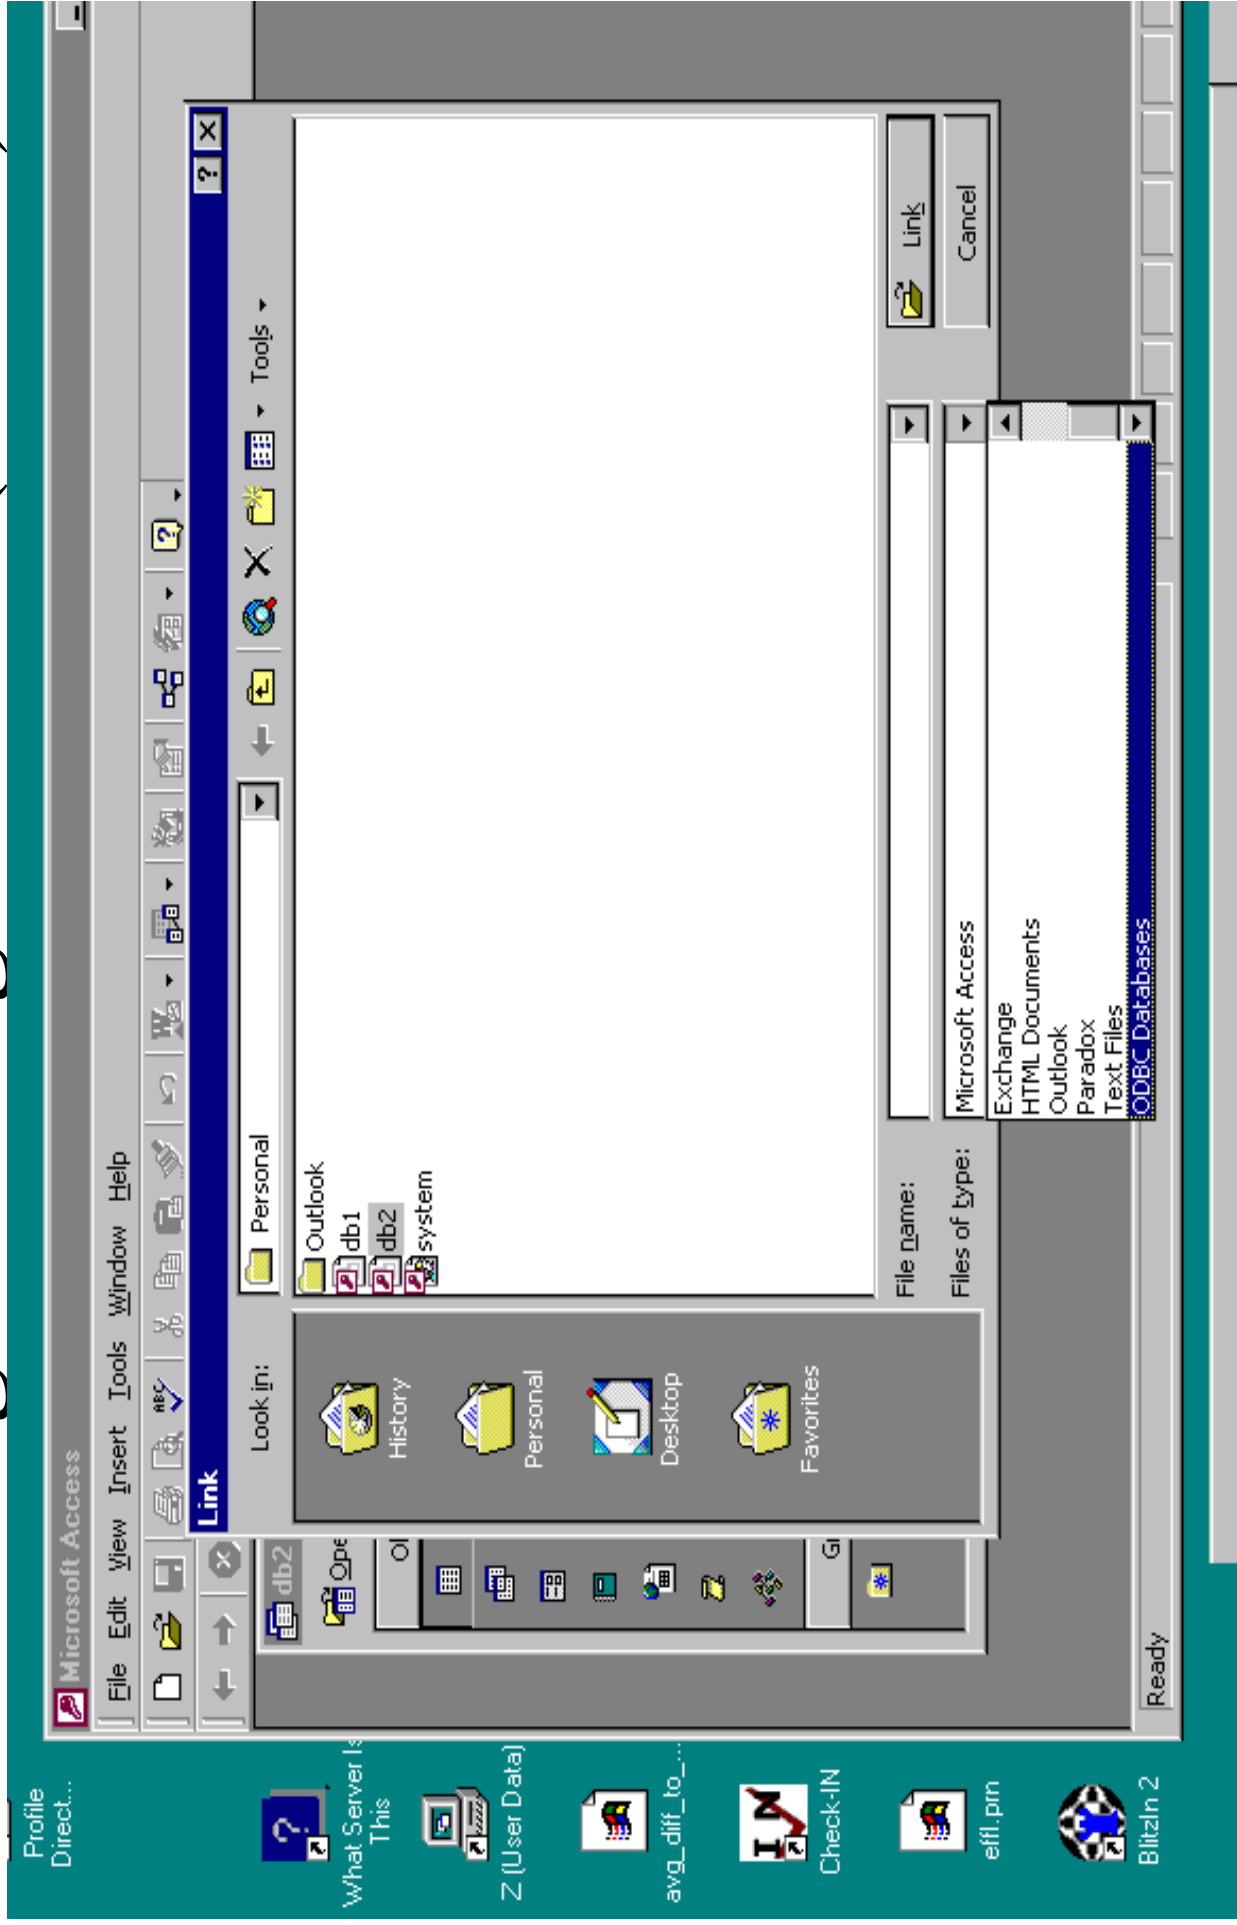 Microsoft Access
File Edit View Insert Tools Window Help
Link
Look in:
Personal
Tools
History
Personal
Desktop
Favorites
Outlook
db1
db2
system
File name:
Files of type:
Microsoft Access
Link
Cancel
Exchange
HTML Documents
Outlook
Paradox
Text Files
ODBC Databases
db2
Ope
Ready
Profile
Direct...
What Server Is
This
Z (User Data)
avg_diff_to_...
Check-IN
effl.prn
BlitzIn 2